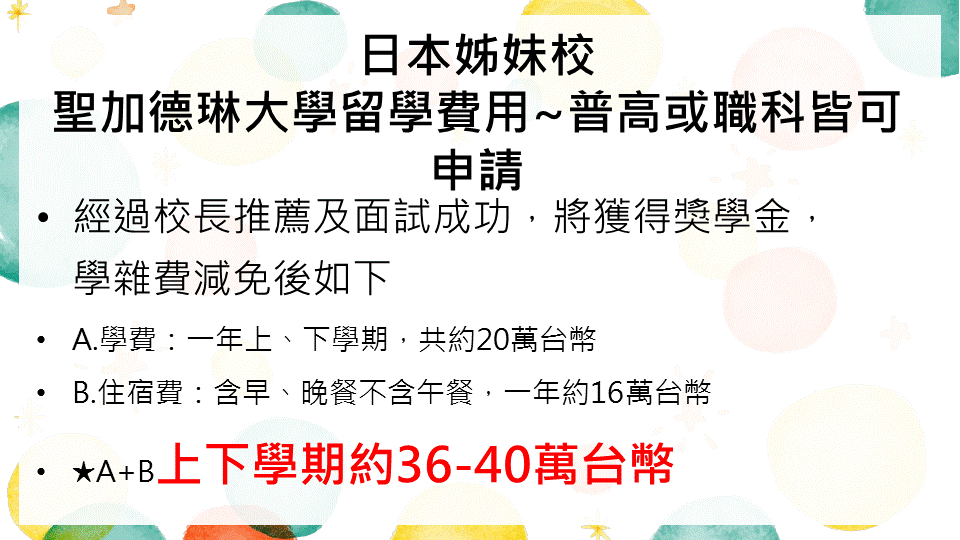 日本姊妹校
聖加德琳大學留學費用~普高或職科皆可
申請
• 經過校長推薦及面試成功，將獲得獎學金，
學雜費減免後如下
• A.學費：一年上、下學期，共約20萬台幣
• B.住宿費：含早、晚餐不含午餐，一年約16萬台幣
• ★A+B上下學期約36-40萬台幣